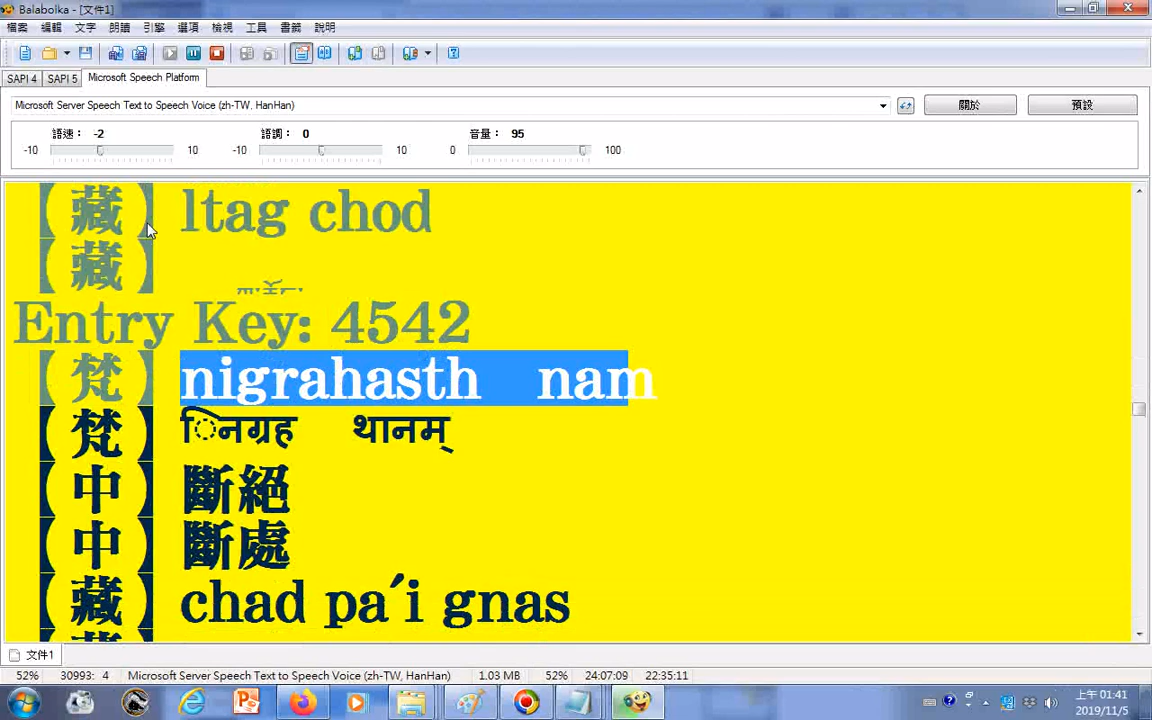 Balabolka - [文件1]
檔案 編輯 文字 朗讀 引擎 選項 檢視 工具 書籤 說明
SAPI 4 SAPI 5 Microsoft Speech Platform
Microsoft Server Speech Text to Speech Voice (zh-TW, HanHan) 關於 預設
語速： -2 語調： 0 音量： 95
-10 10 -10 10 0 100
【藏】 ltag chod
【藏】
Entry Key: 4542
【梵】 nigrahasth nam
【梵】 िनग्रह थानम्
【中】 斷絕
【中】 斷處
【藏】 chad pa´i gnas
文件1
52% 30993: 4 Microsoft Server Speech Text to Speech Voice (zh-TW, HanHan) 1.03 MB 52% 24:07:09 22:35:11
上午 01:41
2019/11/5